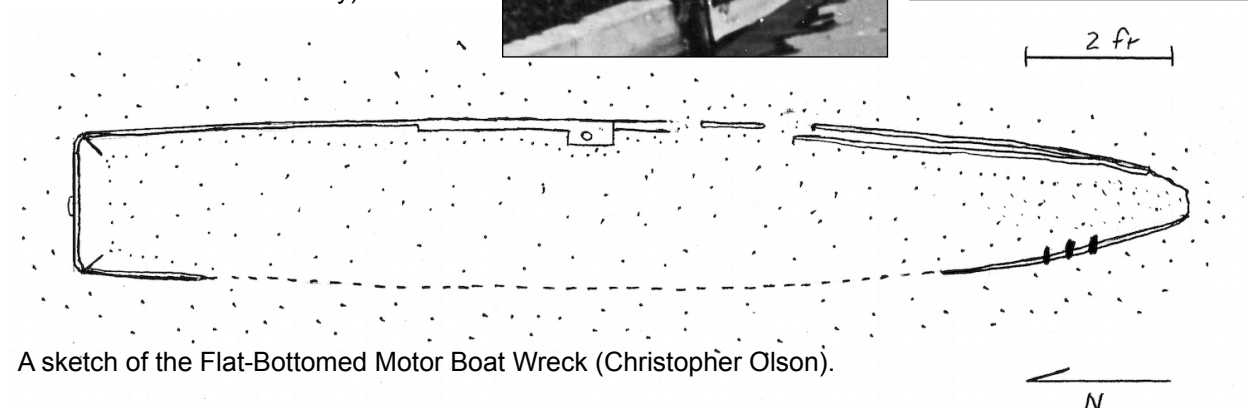 2 ft
A sketch of the Flat-Bottomed Motor Boat Wreck (Christopher Olson).
N